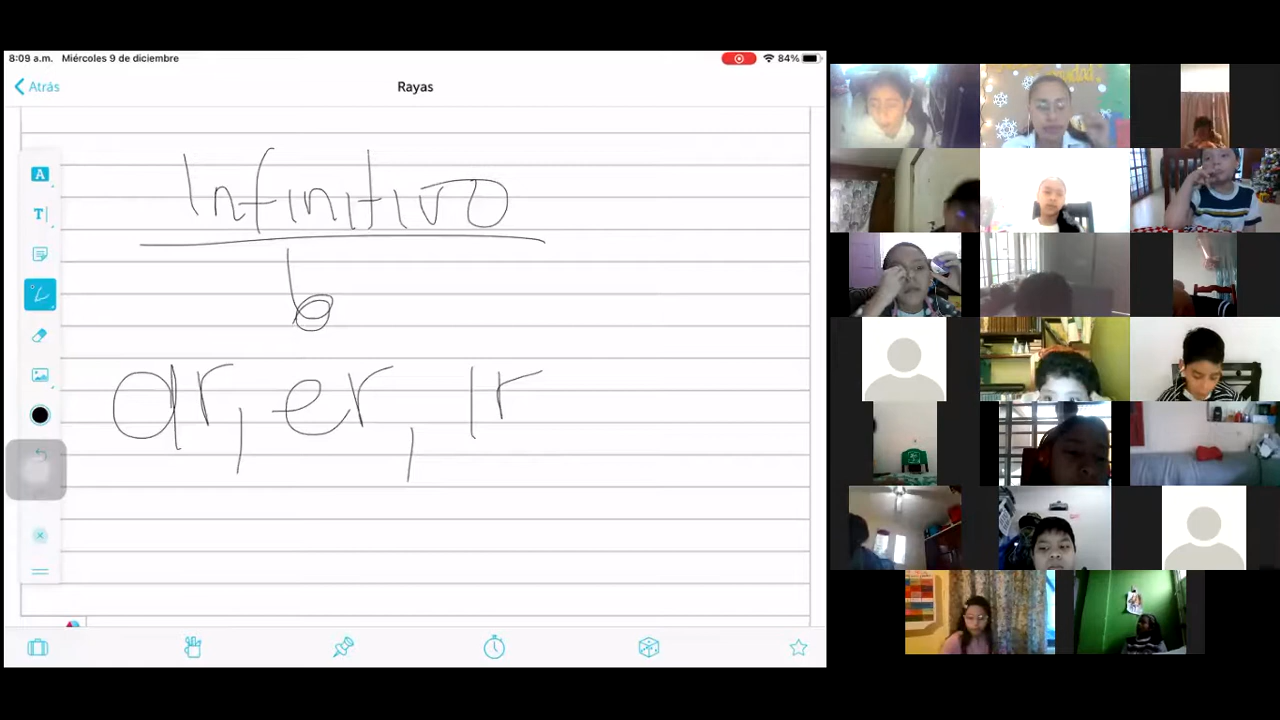 8:09 a.m. Miércoles 9 de diciembre 84%
Atrás
Rayas
Infinitivo
ar, er, ir